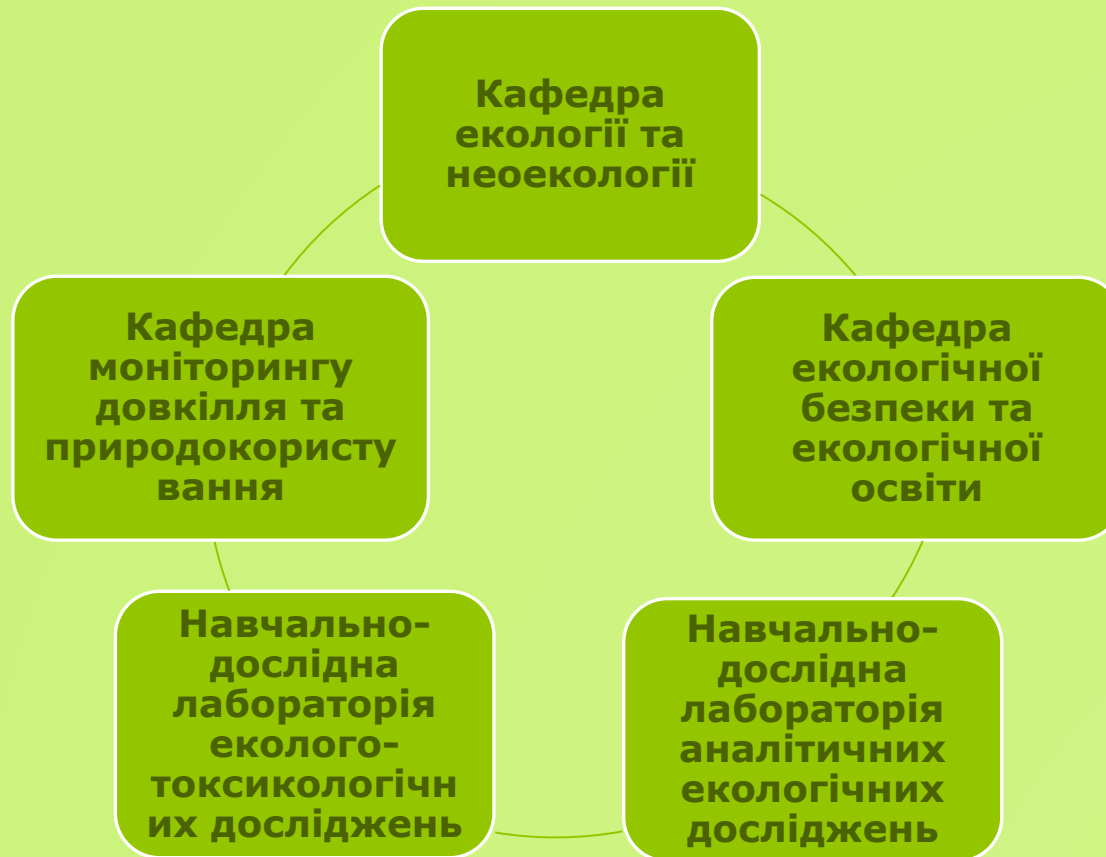 Кафедра
екології та
неоекології
Кафедра
моніторингу
довкілля та
природокористу
вання
Кафедра
екологічної
безпеки та
екологічної
освіти
Навчально-
дослідна
лабораторія
еколого-
токсикологічн
их досліджень
Навчально-
дослідна
лабораторія
аналітичних
екологічних
досліджень